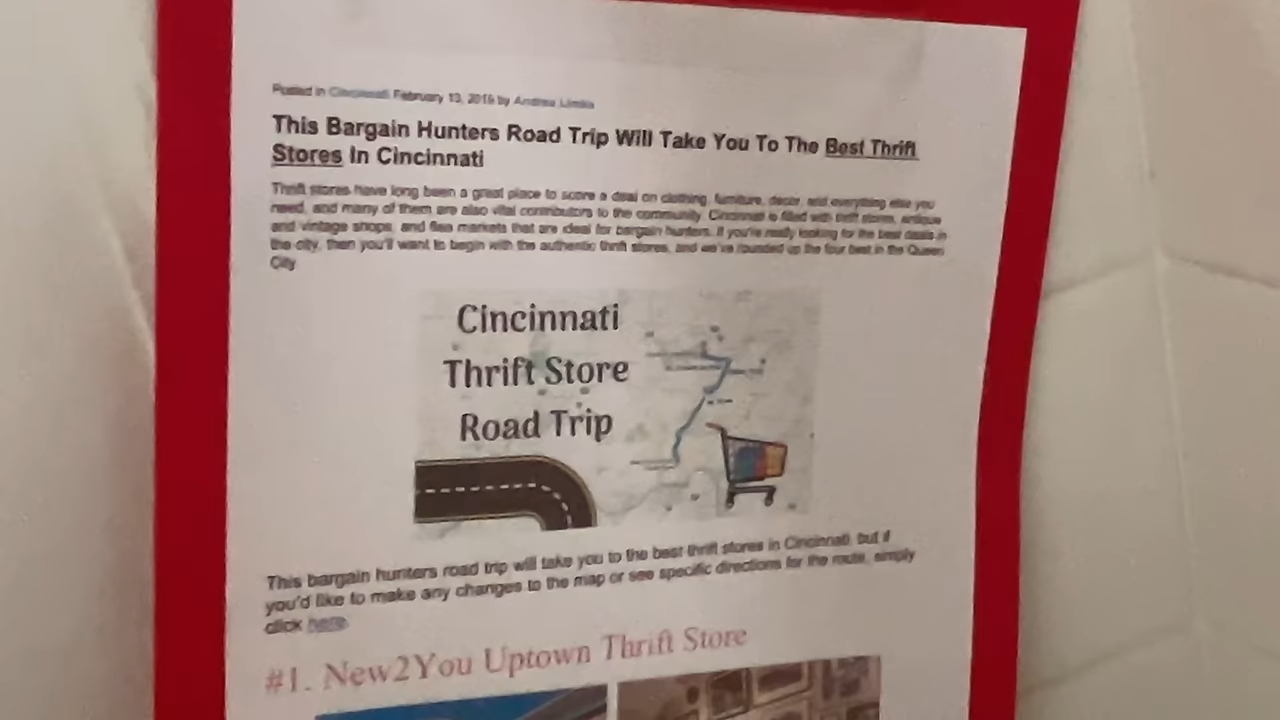 Posted in Cincinnati February 13, 2019 by Andrea Limke
This Bargain Hunters Road Trip Will Take You To The Best Thrift
Stores In Cincinnati
Thrift stores have long been a great place to score a deal on clothing, furniture, decor, and everything else you
need, and many of them are also vital contributors to the community. Cincinnati is filled with thrift stores, antique
and vintage shops, and flea markets that are ideal for bargain hunters. If you're really looking for the best deals in
the city, then you'll want to begin with the authentic thrift stores, and we've rounded up the four best in the Queen
City.
Cincinnati
Thrift Store
Road Trip
This bargain hunters road trip will take you to the best thrift stores in Cincinnati, but if
you'd like to make any changes to the map or see specific directions for the route, simply
click here.
#1. New2You Uptown Thrift Store